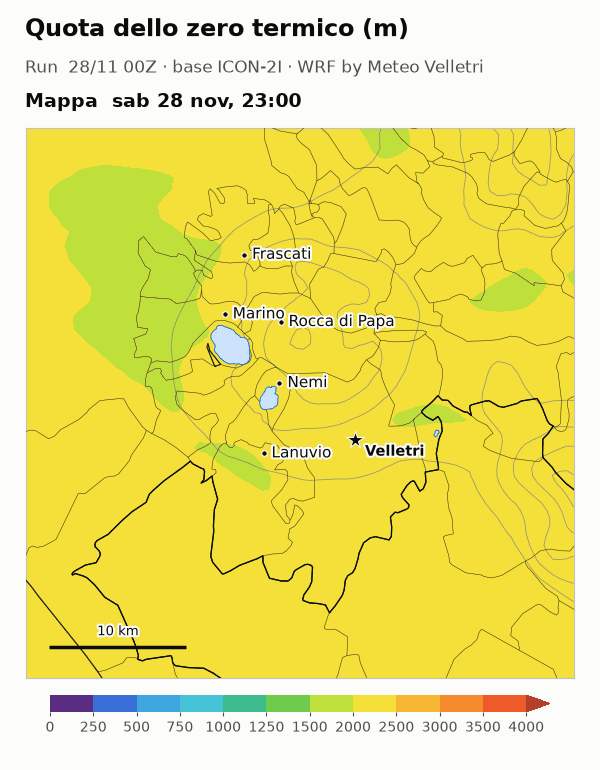 Quota dello zero termico (m)
Run  28/11 00Z · base ICON-2I · WRF by Meteo Velletri
Mappa  sab 28 nov, 23:00
Frascati
Marino
Rocca di Papa
Nemi
Velletri
Lanuvio
10 km
0 250 500 750 1000 1250 1500 2000 2500 3000 3500 4000